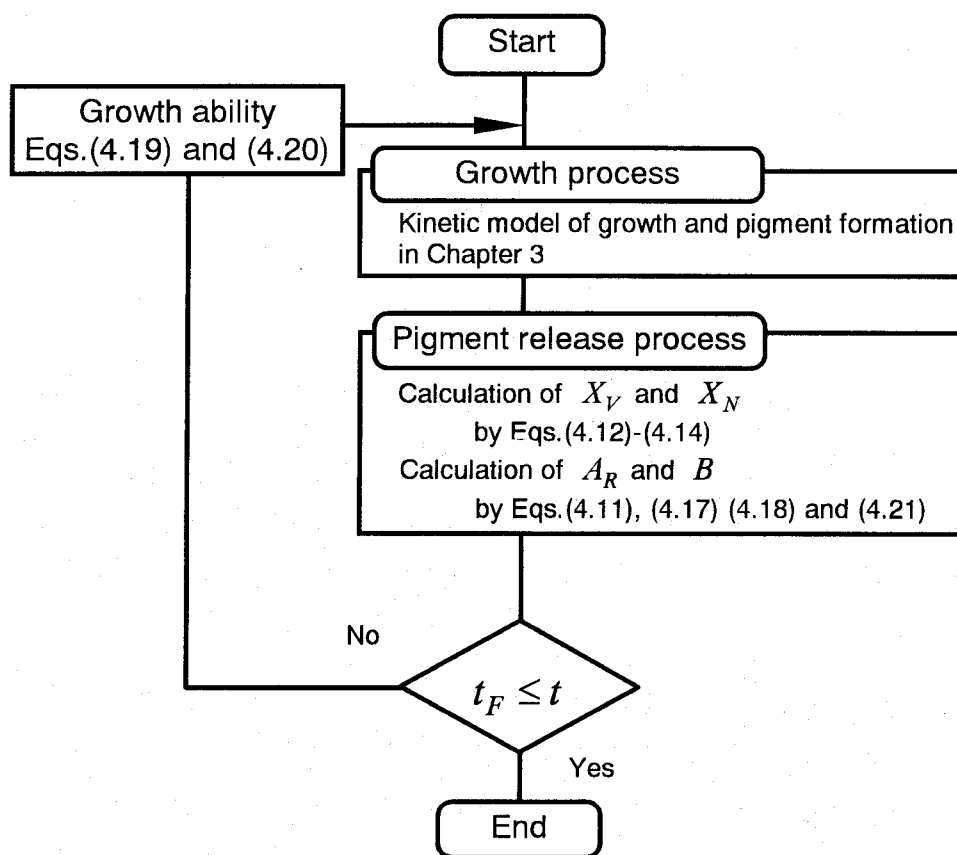 Start
Growth ability
Eqs.(4.19) and (4.20)
Growth process
Kinetic model of growth and pigment formation
in Chapter 3
Pigment release process
Calculation of X_V and X_N
by Eqs.(4.12)-(4.14)
Calculation of A_R and B
by Eqs.(4.11), (4.17) (4.18) and (4.21)
No
t_F ≤ t
Yes
End